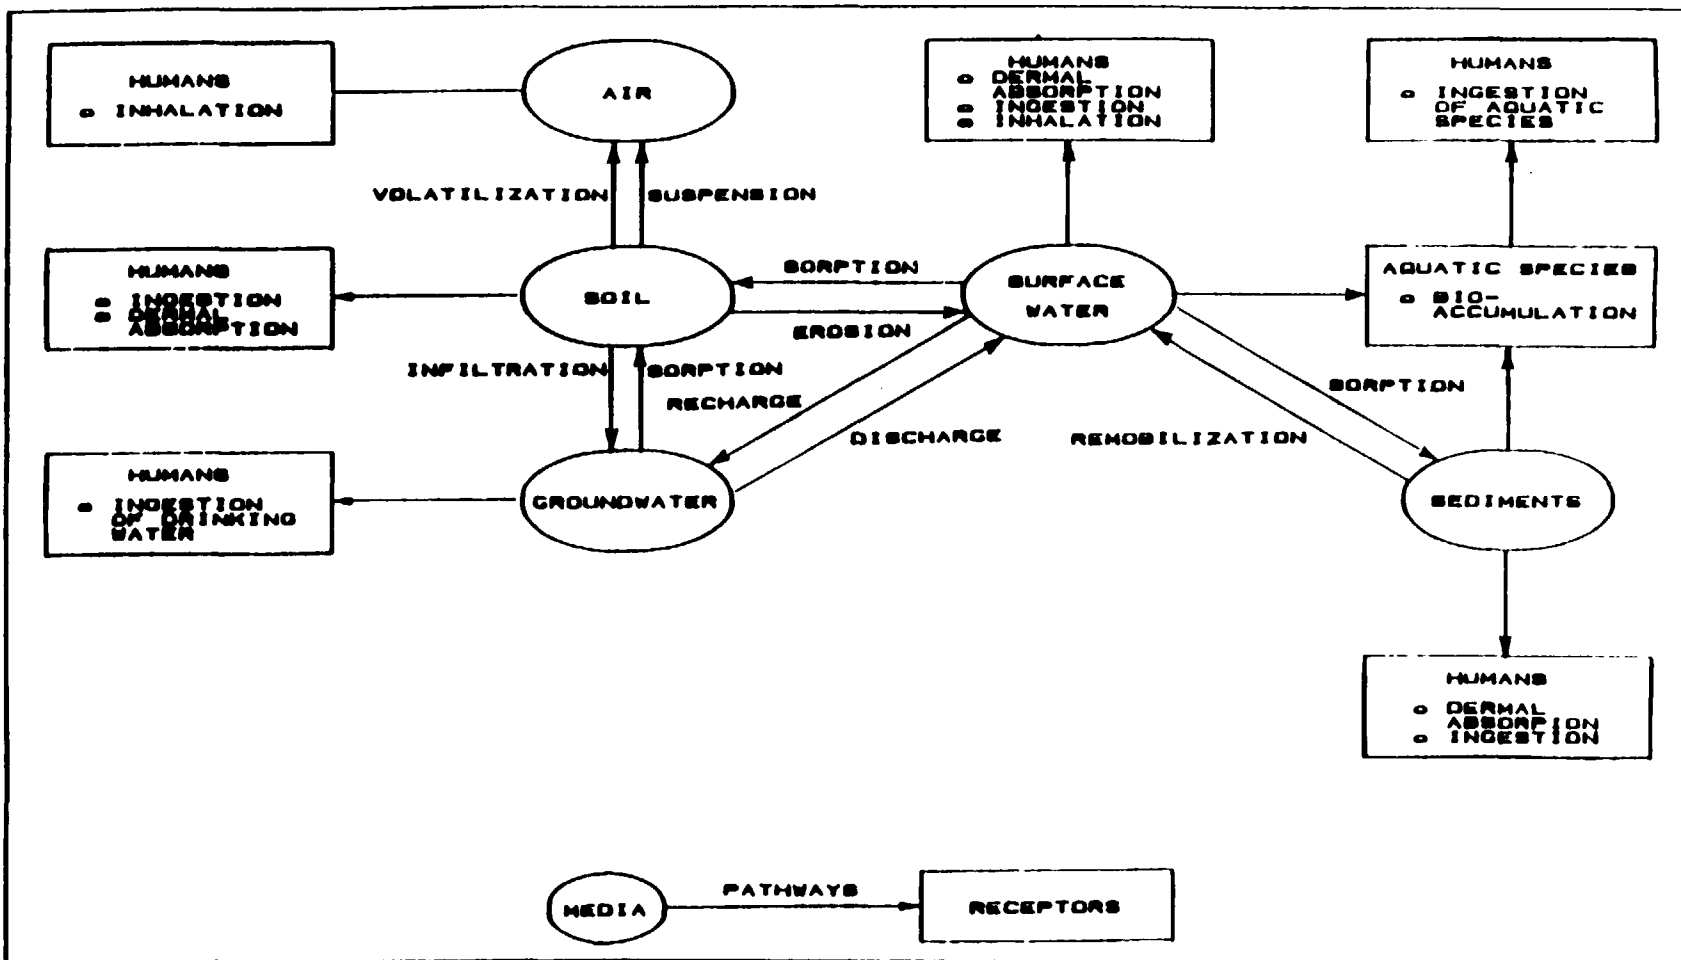 HUMANS
o INHALATION
AIR
HUMANS
o DERMAL
ABSORPTION
o INGESTION
o INHALATION
HUMANS
o INGESTION
OF AQUATIC
SPECIES
VOLATILIZATION
SUSPENSION
HUMANS
o INGESTION
o DERMAL
ABSORPTION
SOIL
SORPTION
EROSION
SURFACE
WATER
AQUATIC SPECIES
o BIO-
ACCUMULATION
INFILTRATION
SORPTION
RECHARGE
DISCHARGE
REMOBILIZATION
SORPTION
HUMANS
o INGESTION
OF DRINKING
WATER
GROUNDWATER
SEDIMENTS
HUMANS
o DERMAL
ABSORPION
o INGESTION
MEDIA
PATHWAYS
RECEPTORS